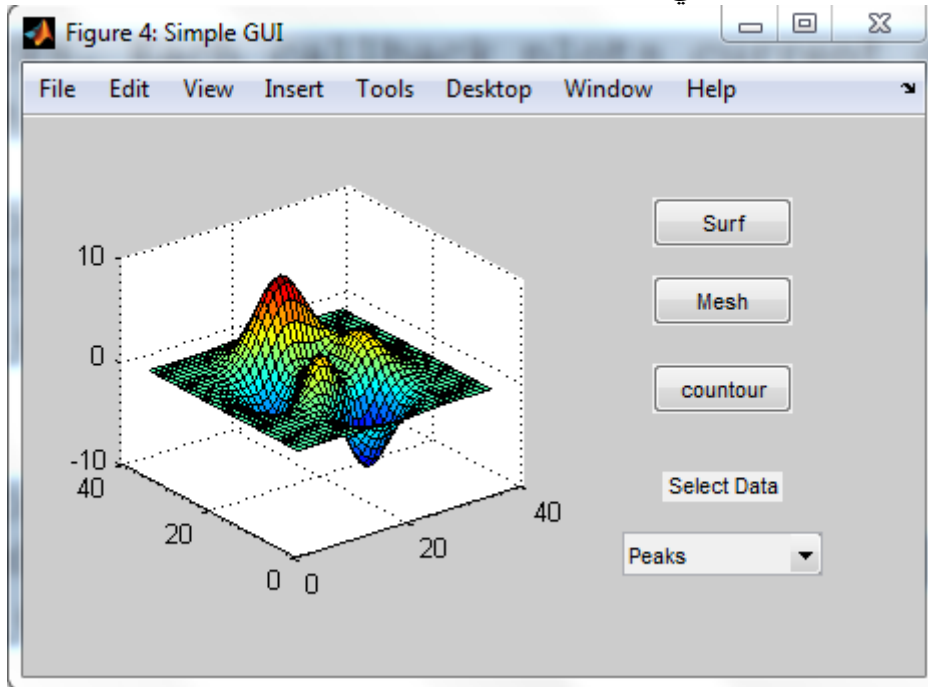 Figure 4: Simple GUI
File Edit View Insert Tools Desktop Window Help
10
0
-10
40
20
0
0
20
40
Surf
Mesh
countour
Select Data
Peaks